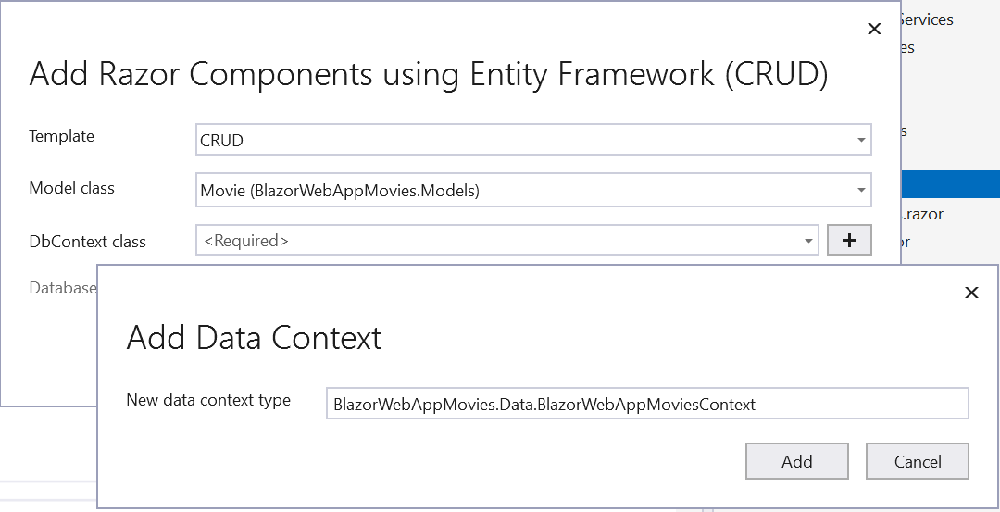 Services
es
Add Razor Components using Entity Framework (CRUD)
Template
CRUD
s
Model class
Movie (BlazorWebAppMovies.Models)
.razor
DbContext class
<Required>
or
Database
Add Data Context
New data context type
BlazorWebAppMovies.Data.BlazorWebAppMoviesContext
Add
Cancel